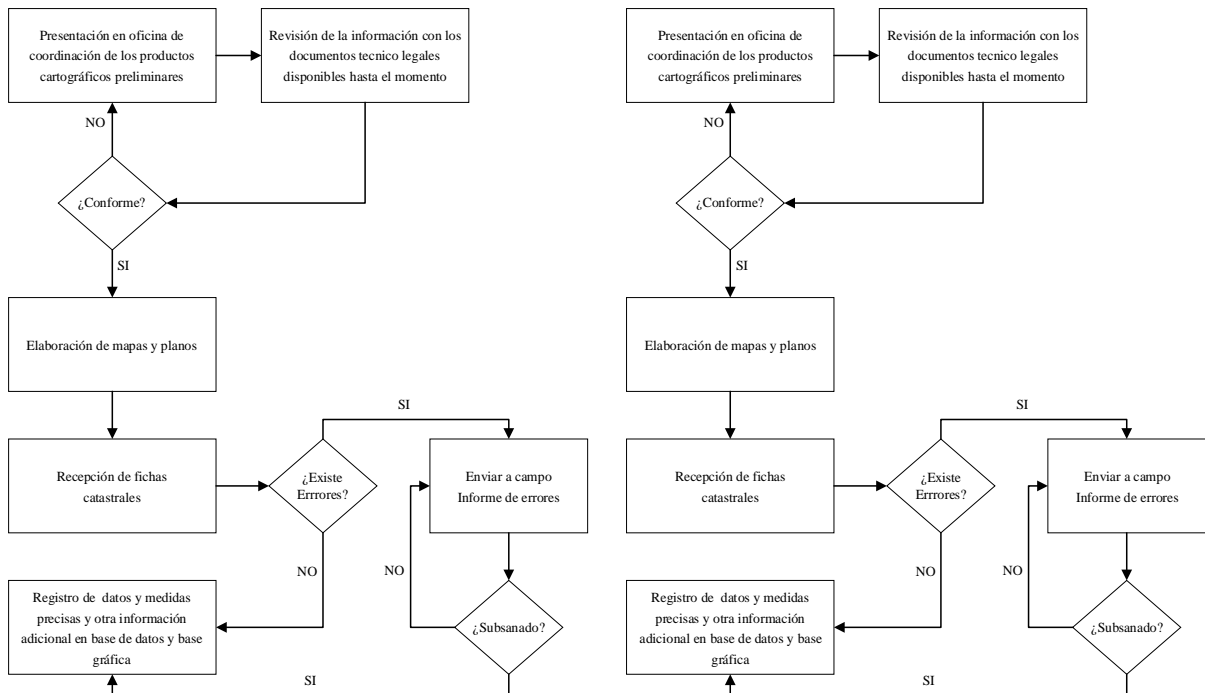 Presentación en oficina de
coordinación de los productos
cartográficos preliminares
Revisión de la información con los
documentos tecnico legales
disponibles hasta el momento
NO
¿Conforme?
SI
Elaboración de mapas y planos
SI
Recepción de fichas
catastrales
¿Existe
Errrores?
Enviar a campo
Informe de errores
NO
NO
Registro de datos y medidas
precisas y otra información
adicional en base de datos y base
gráfica
¿Subsanado?
SI
Presentación en oficina de
coordinación de los productos
cartográficos preliminares
Revisión de la información con los
documentos tecnico legales
disponibles hasta el momento
NO
¿Conforme?
SI
Elaboración de mapas y planos
SI
Recepción de fichas
catastrales
¿Existe
Errrores?
Enviar a campo
Informe de errores
NO
NO
Registro de datos y medidas
precisas y otra información
adicional en base de datos y base
gráfica
¿Subsanado?
SI